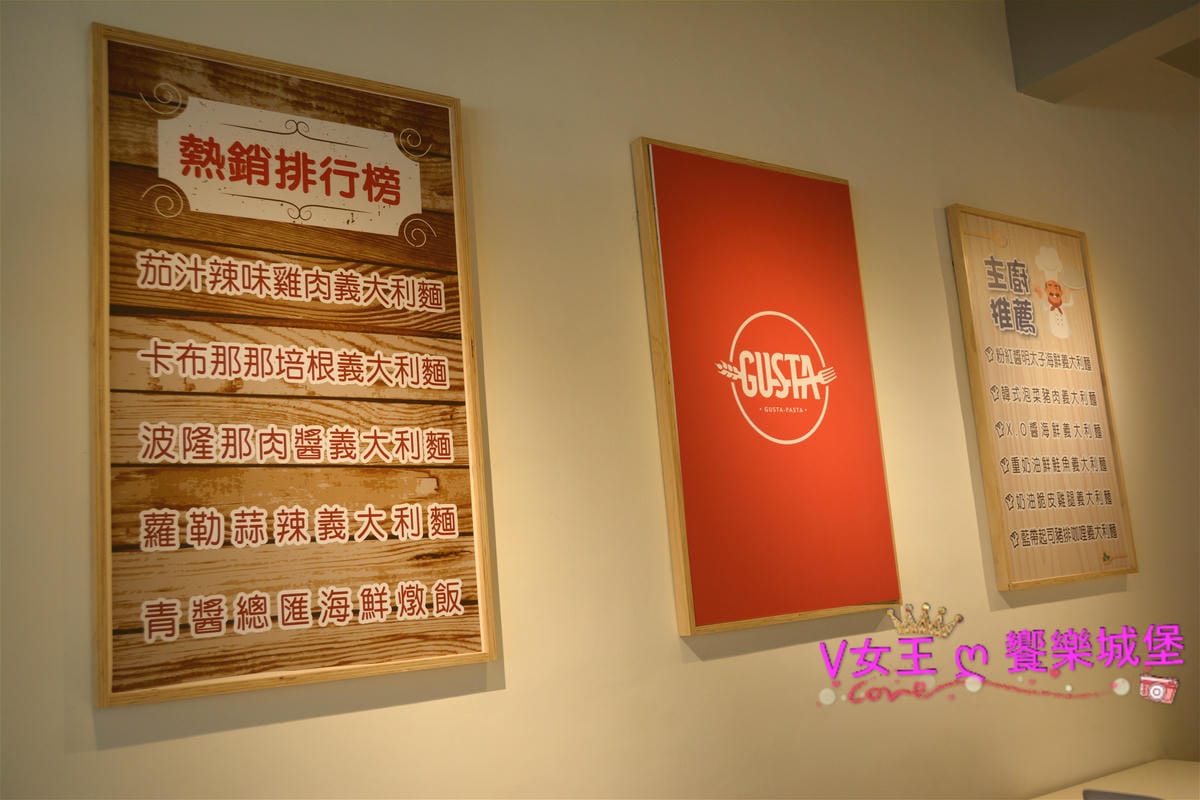 熱銷排行榜
茄汁辣味雞肉義大利麵
卡布那那培根義大利麵
波隆那肉醬義大利麵
蘿勒蒜辣義大利麵
青醬總匯海鮮燉飯
GUSTA
· GUSTA-PASTA ·
主廚
推薦
粉紅醬明太子海鮮義大利麵
韓式泡菜豬肉義大利麵
X.O醬海鮮義大利麵
重奶油鮮鮭魚義大利麵
奶油脆皮雞腿義大利麵
藍帶起司豬排咖哩義大利麵
V女王 ღ 饗樂城堡
Love